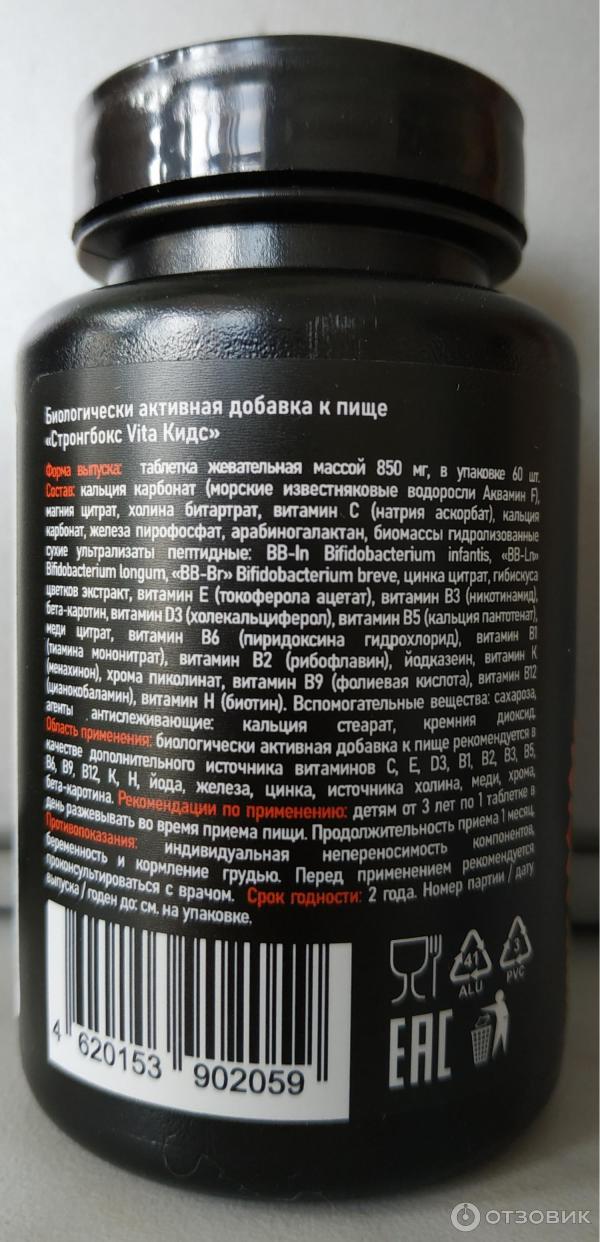 Биологически активная добавка к пище
«Стронгбокс Vita Кидс»
Форма выпуска: таблетка жевательная массой 850 мг, в упаковке 60 шт.
Состав: кальция карбонат (морские известняковые водоросли Аквамин F),
магния цитрат, холина битартрат, витамин С (натрия аскорбат), кальция
карбонат, железа пирофосфат, арабиногалактан, биомассы гидролизованные
сухие ультрализаты пептидные: BB-In Bifidobacterium infantis, «BB-Ln»
Bifidobacterium longum, «BB-Br» Bifidobacterium breve, цинка цитрат, гибискуса
цветков экстракт, витамин Е (токоферола ацетат), витамин В3 (никотинамид),
бета-каротин, витамин D3 (холекальциферол), витамин В5 (кальция пантотенат),
меди цитрат, витамин В6 (пиридоксина гидрохлорид), витамин В1
(тиамина мононитрат), витамин В2 (рибофлавин), йодказеин, витамин К
(менахинон), хрома пиколинат, витамин В9 (фолиевая кислота), витамин В12
(цианокобаламин), витамин Н (биотин). Вспомогательные вещества: сахароза,
агенты антислеживающие: кальция стеарат, кремния диоксид.
Область применения: биологически активная добавка к пище рекомендуется в
качестве дополнительного источника витаминов С, Е, D3, В1, В2, В3, В5,
В6, В9, В12, К, Н, йода, железа, цинка, источника холина, меди, хрома,
бета-каротина. Рекомендации по применению: детям от 3 лет по 1 таблетке в
день разжевывать во время приема пищи. Продолжительность приема 1 месяц.
Противопоказания: индивидуальная непереносимость компонентов,
беременность и кормление грудью. Перед применением рекомендуется
проконсультироваться с врачом. Срок годности: 2 года. Номер партии / дату
выпуска / годен до: см. на упаковке.
41
ALU
3
PVC
EAC
4 620153 902059
ОТЗОВИК